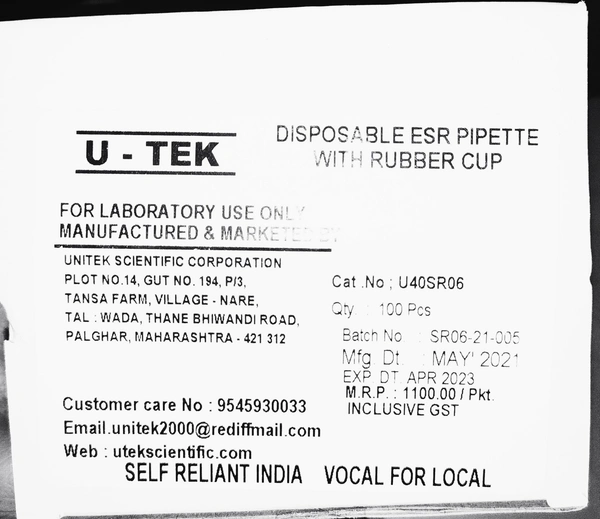 U - TEK
DISPOSABLE ESR PIPETTE
WITH RUBBER CUP
FOR LABORATORY USE ONLY
MANUFACTURED & MARKETED BY
UNITEK SCIENTIFIC CORPORATION
PLOT NO.14, GUT NO. 194, P/3,
TANSA FARM, VILLAGE - NARE,
TAL : WADA, THANE BHIWANDI ROAD,
PALGHAR, MAHARASHTRA - 421 312
Cat .No ; U40SR06
Qty. : 100 Pcs
Batch No : SR06-21-005
Mfg Dt. : MAY' 2021
EXP DT. APR 2023
M.R.P. : 1100.00 / Pkt.
INCLUSIVE GST
Customer care No : 9545930033
Email.unitek2000@rediffmail.com
Web : utekscientific.com
SELF RELIANT INDIA VOCAL FOR LOCAL